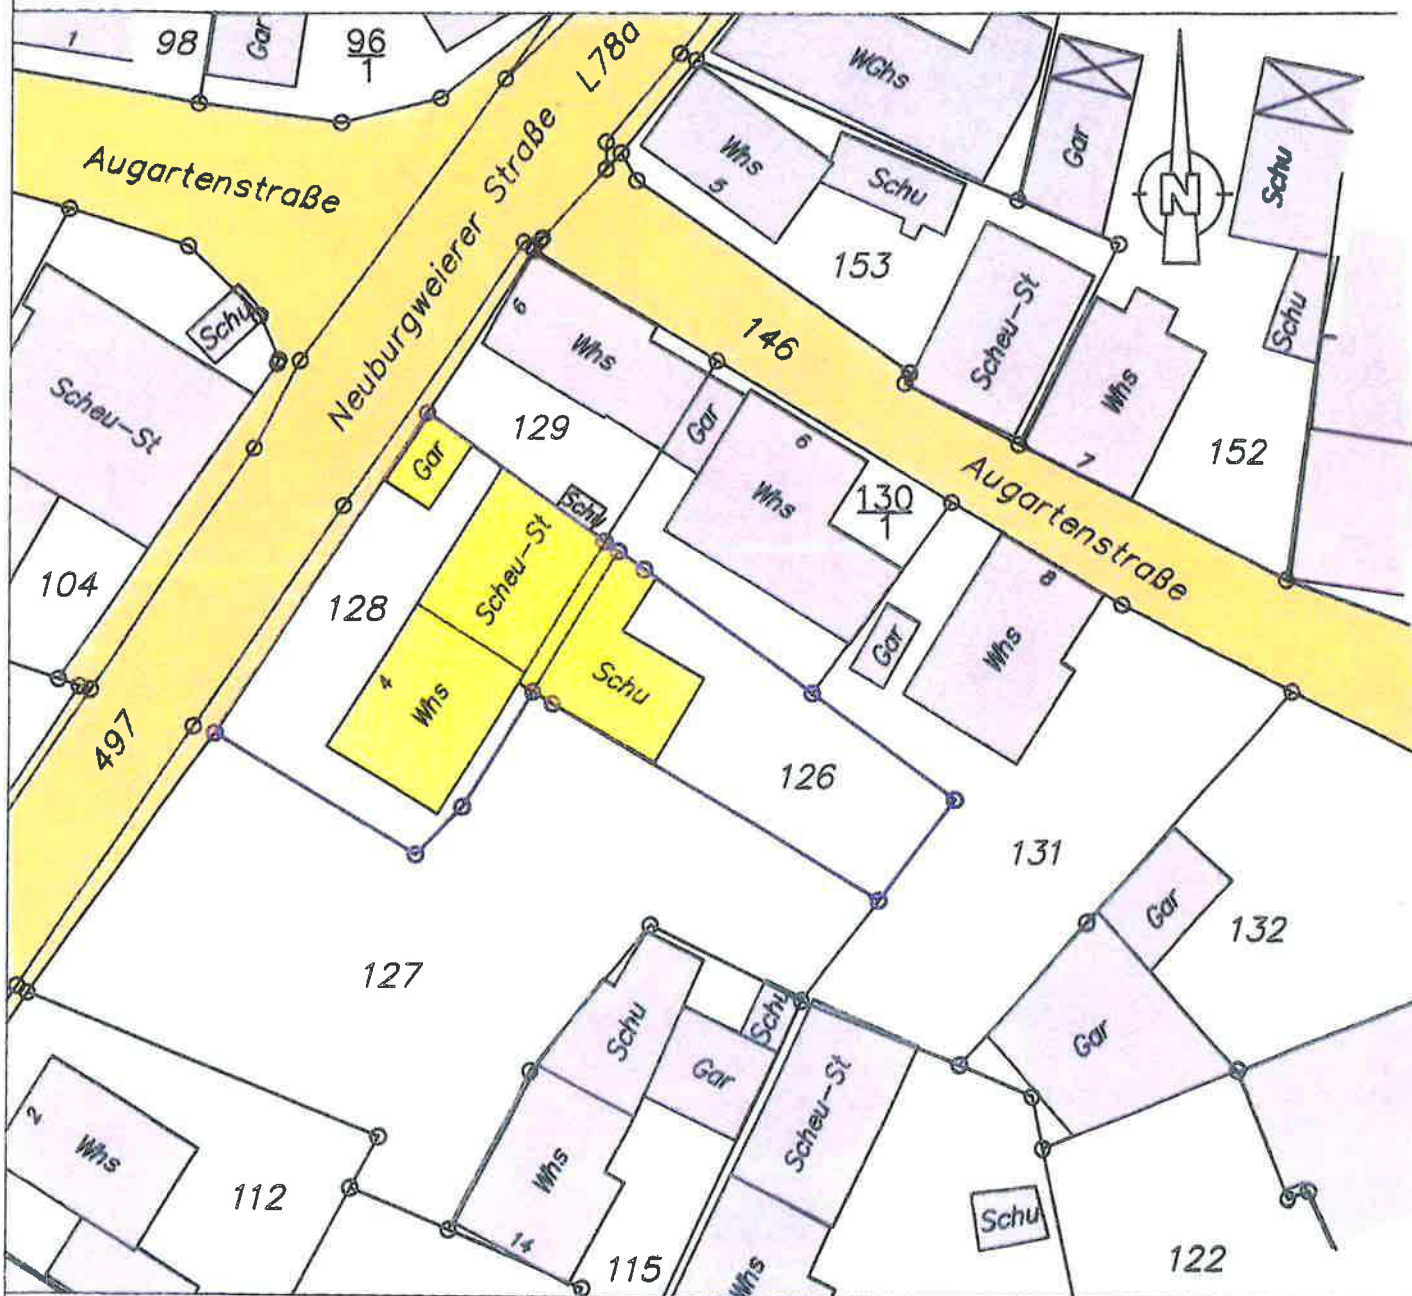 1
98
Gar
96
1
L78a
WGhs
Gar
Schu
Augartenstraße
Neuburgweierer Straße
Whs
5
Schu
N
153
Scheu-St
Schu
Schu
146
6
Whs
Whs
7
152
Scheu-St
129
Gar
6
Whs
130
1
Augartenstraße
Gar
Schu
Scheu-St
104
128
8
Whs
Gar
4
Whs
Schu
497
126
131
Gar
132
127
Schu
Schu
Gar
Gar
Scheu-St
2
Whs
112
Whs
14
115
Whs
Schu
122